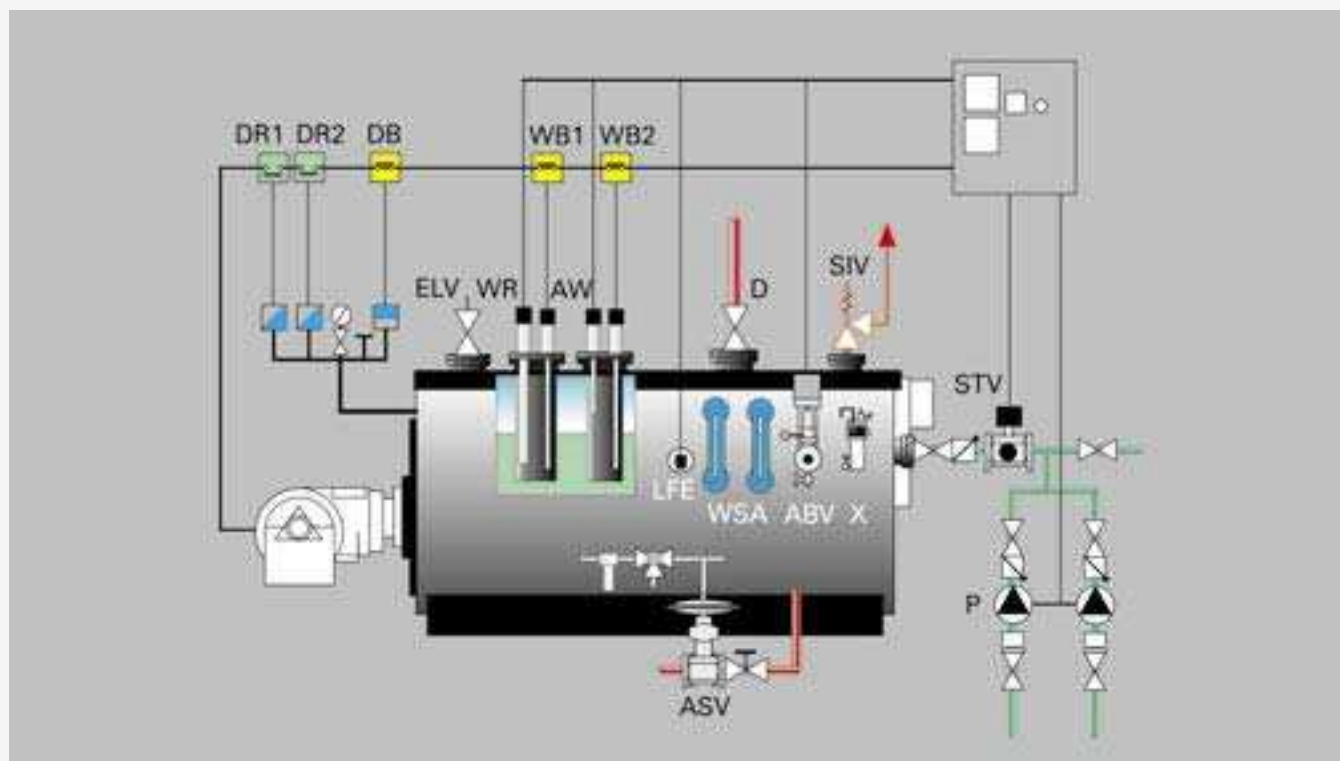 DR1 DR2 DB WB1 WB2
ELV WR AW D SIV
STV
LFE
WSA ABV X
P
ASV